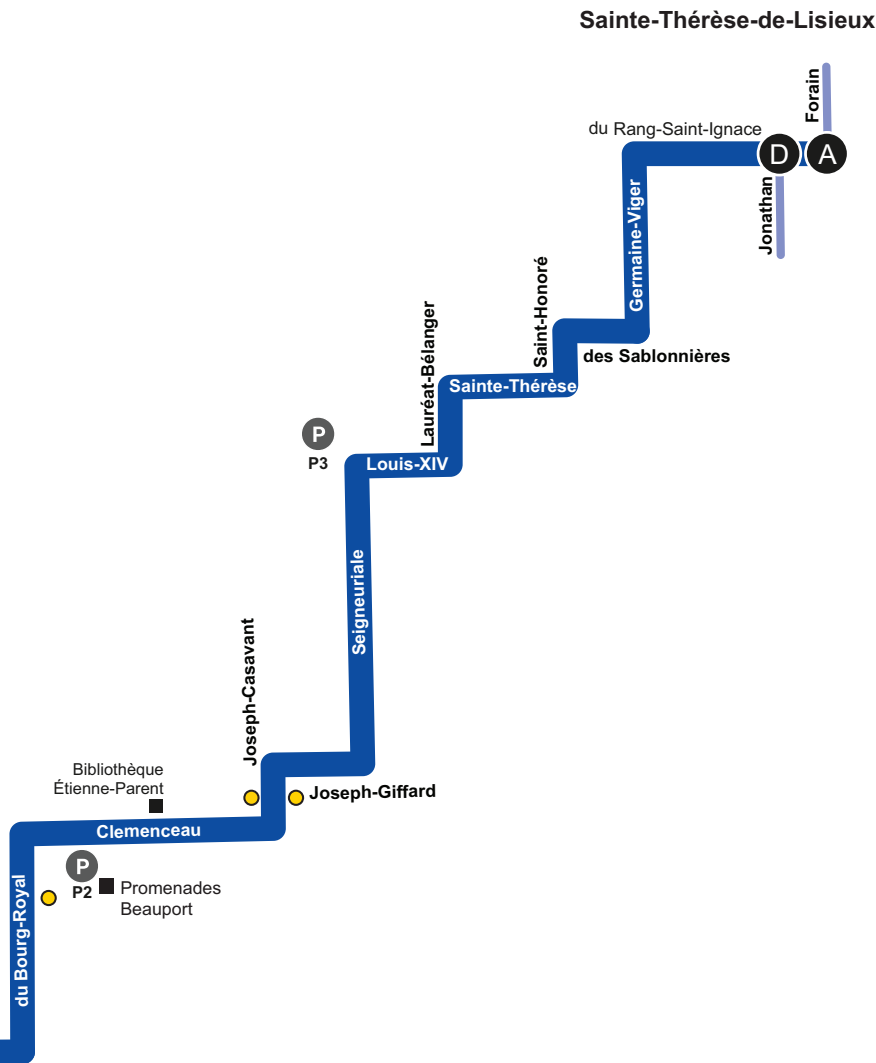 Sainte-Thérèse-de-Lisieux
Forain
du Rang-Saint-Ignace
D
A
Jonathan
Germaine-Viger
Saint-Honoré
des Sablonnières
Lauréat-Bélanger
Sainte-Thérèse
P
P3
Louis-XIV
Seigneuriale
Joseph-Casavant
Bibliothèque
Étienne-Parent
Joseph-Giffard
Clemenceau
P
P2
Promenades
Beauport
du Bourg-Royal